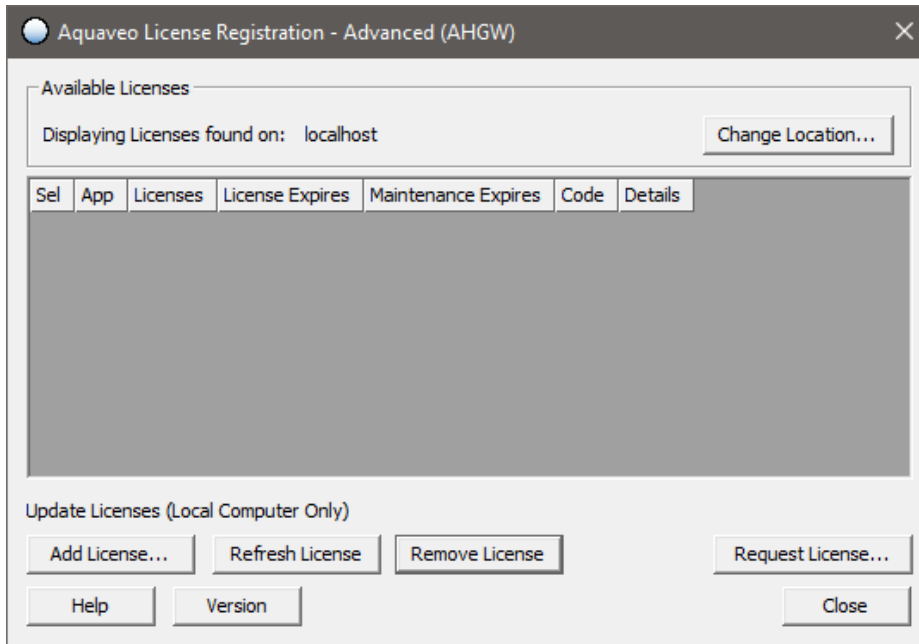 Aquaveo License Registration - Advanced (AHGW)
Available Licenses
Displaying Licenses found on: localhost
Change Location...
Sel App Licenses License Expires Maintenance Expires Code Details
Update Licenses (Local Computer Only)
Add License... Refresh License Remove License Request License...
Help Version Close